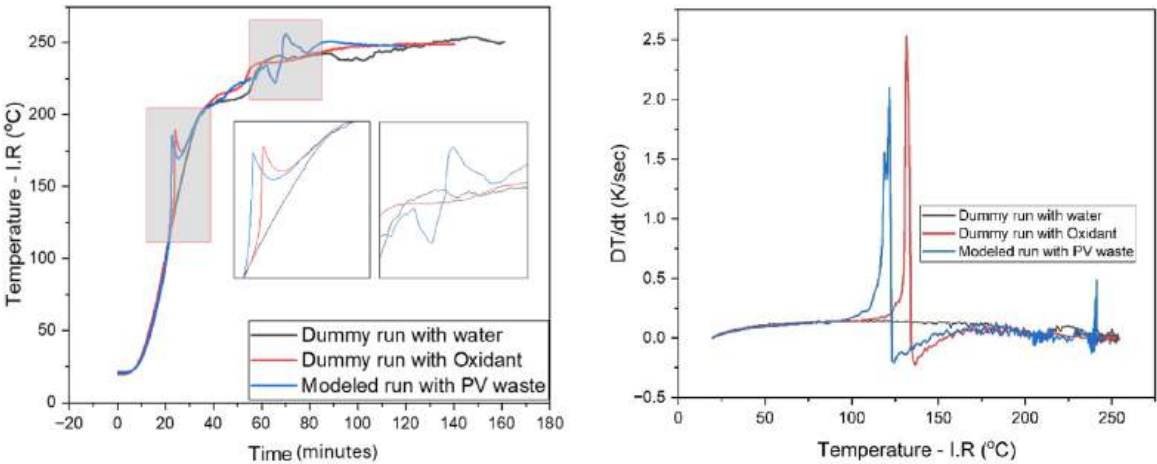 250
200
150
100
50
0
Temperature - I.R (°C)
Dummy run with water
Dummy run with Oxidant
Modeled run with PV waste
−20 0 20 40 60 80 100 120 140 160 180
Time (minutes)
2.5
2.0
1.5
1.0
0.5
0.0
−0.5
DT/dt (K/sec)
Dummy run with water
Dummy run with Oxidant
Modeled run with PV waste
0 50 100 150 200 250
Temperature - I.R (°C)